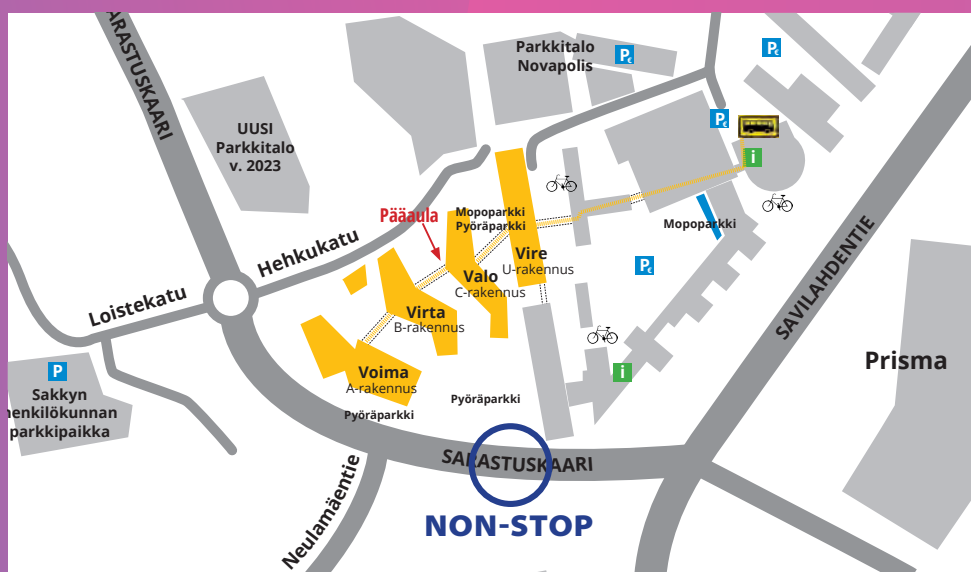 SARASTUSKAARI
Parkkitalo
Novapolis
P€
P€
P€
i
UUSI
Parkkitalo
v. 2023
Pääaula
Mopoparkki
Pyöräparkki
Mopoparkki
Hehkukatu
Vire
U-rakennus
P€
Valo
C-rakennus
Loistekatu
Virta
B-rakennus
SAVILAHDENTIE
Prisma
P
Sakkyn
henkilökunnan
parkkipaikka
Voima
A-rakennus
i
Pyöräparkki
Pyöräparkki
SARASTUSKAARI
Neulamäentie
NON-STOP